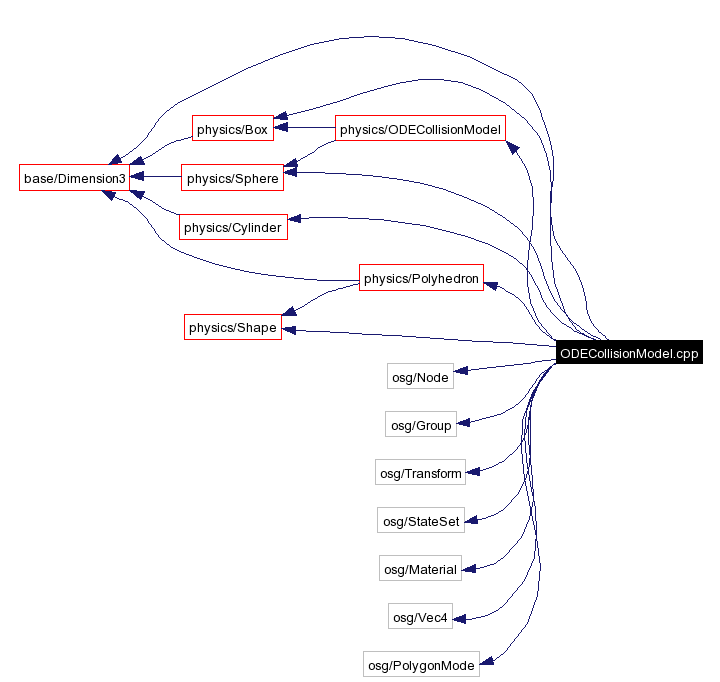 physics/Box
physics/ODECollisionModel
base/Dimension3
physics/Sphere
physics/Cylinder
physics/Polyhedron
physics/Shape
ODECollisionModel.cpp
osg/Node
osg/Group
osg/Transform
osg/StateSet
osg/Material
osg/Vec4
osg/PolygonMode